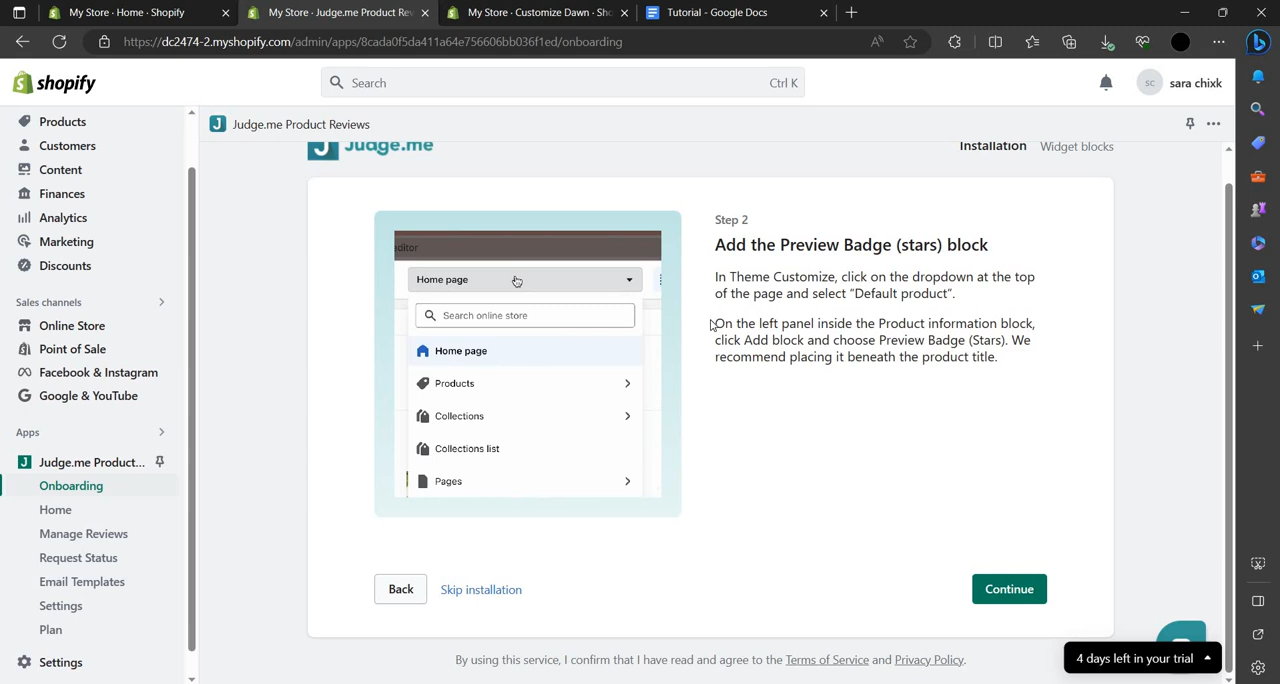 My Store · Home · Shopify
My Store · Judge.me Product Rev
My Store · Customize Dawn · Sho
Tutorial - Google Docs
https://dc2474-2.myshopify.com/admin/apps/8cada0f5da411a64e756606bb036f1ed/onboarding
shopify
Search
Ctrl K
sc
sara chixk
Products
Customers
Content
Finances
Analytics
Marketing
Discounts
Sales channels
Online Store
Point of Sale
Facebook & Instagram
Google & YouTube
Apps
J Judge.me Product...
Onboarding
Home
Manage Reviews
Request Status
Email Templates
Settings
Plan
Settings
J Judge.me Product Reviews
J Judge.me
Installation Widget blocks
editor
Home page
Search online store
Home page
Products
Collections
Collections list
Pages
Step 2
Add the Preview Badge (stars) block
In Theme Customize, click on the dropdown at the top
of the page and select "Default product".
On the left panel inside the Product information block,
click Add block and choose Preview Badge (Stars). We
recommend placing it beneath the product title.
Back
Skip installation
Continue
By using this service, I confirm that I have read and agree to the Terms of Service and Privacy Policy.
4 days left in your trial